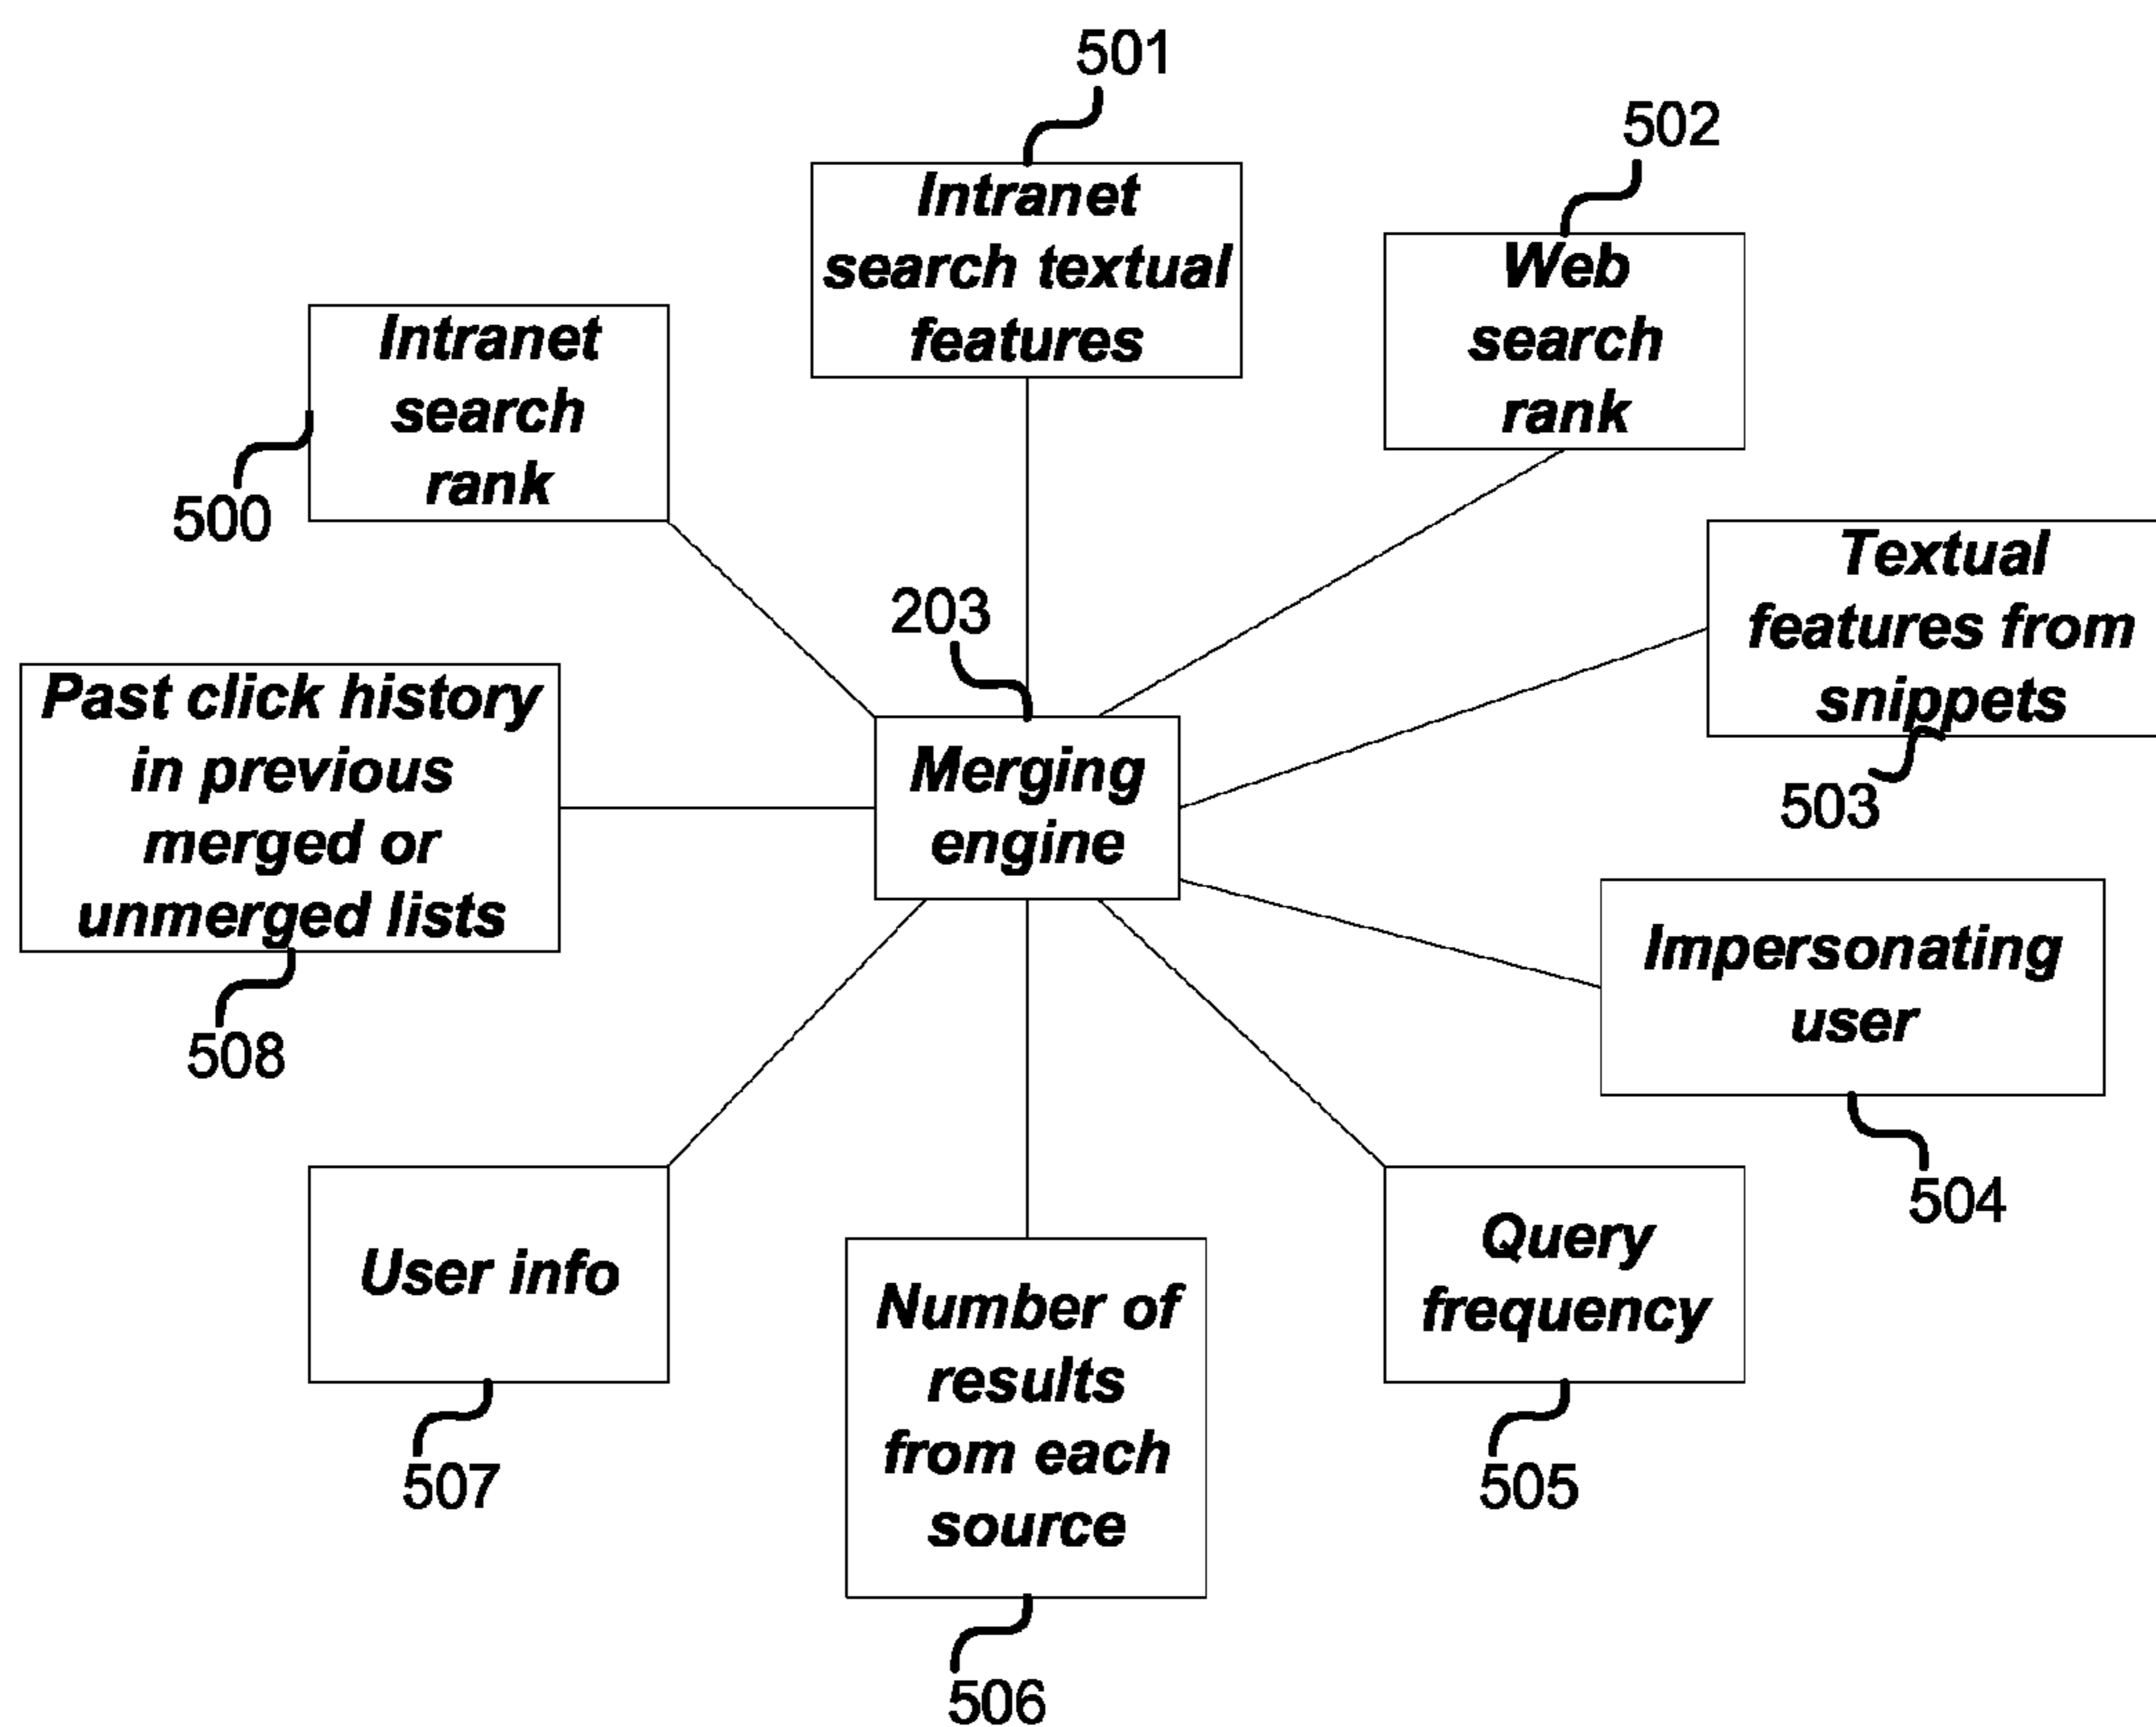 501
Intranet
search textual
features
502
Web
search
rank
Intranet
search
rank
500
Textual
features from
snippets
503
203
Merging
engine
Past click history
in previous
merged or
unmerged lists
508
Impersonating
user
504
User info
507
Number of
results
from each
source
506
Query
frequency
505